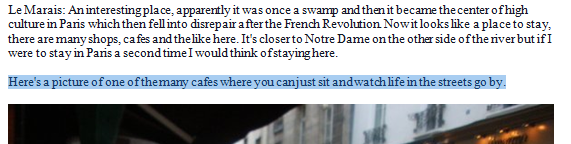 Le Marais: An interesting place, apparently it was once a swamp and then it became the center of high
culture in Paris which then fell into disrepair after the French Revolution. Now it looks like a place to stay,
there are many shops, cafes and the like here. It's closer to Notre Dame on the other side of the river but if I
were to stay in Paris a second time I would think of staying here.
Here's a picture of one of the many cafes where you can just sit and watch life in the streets go by.